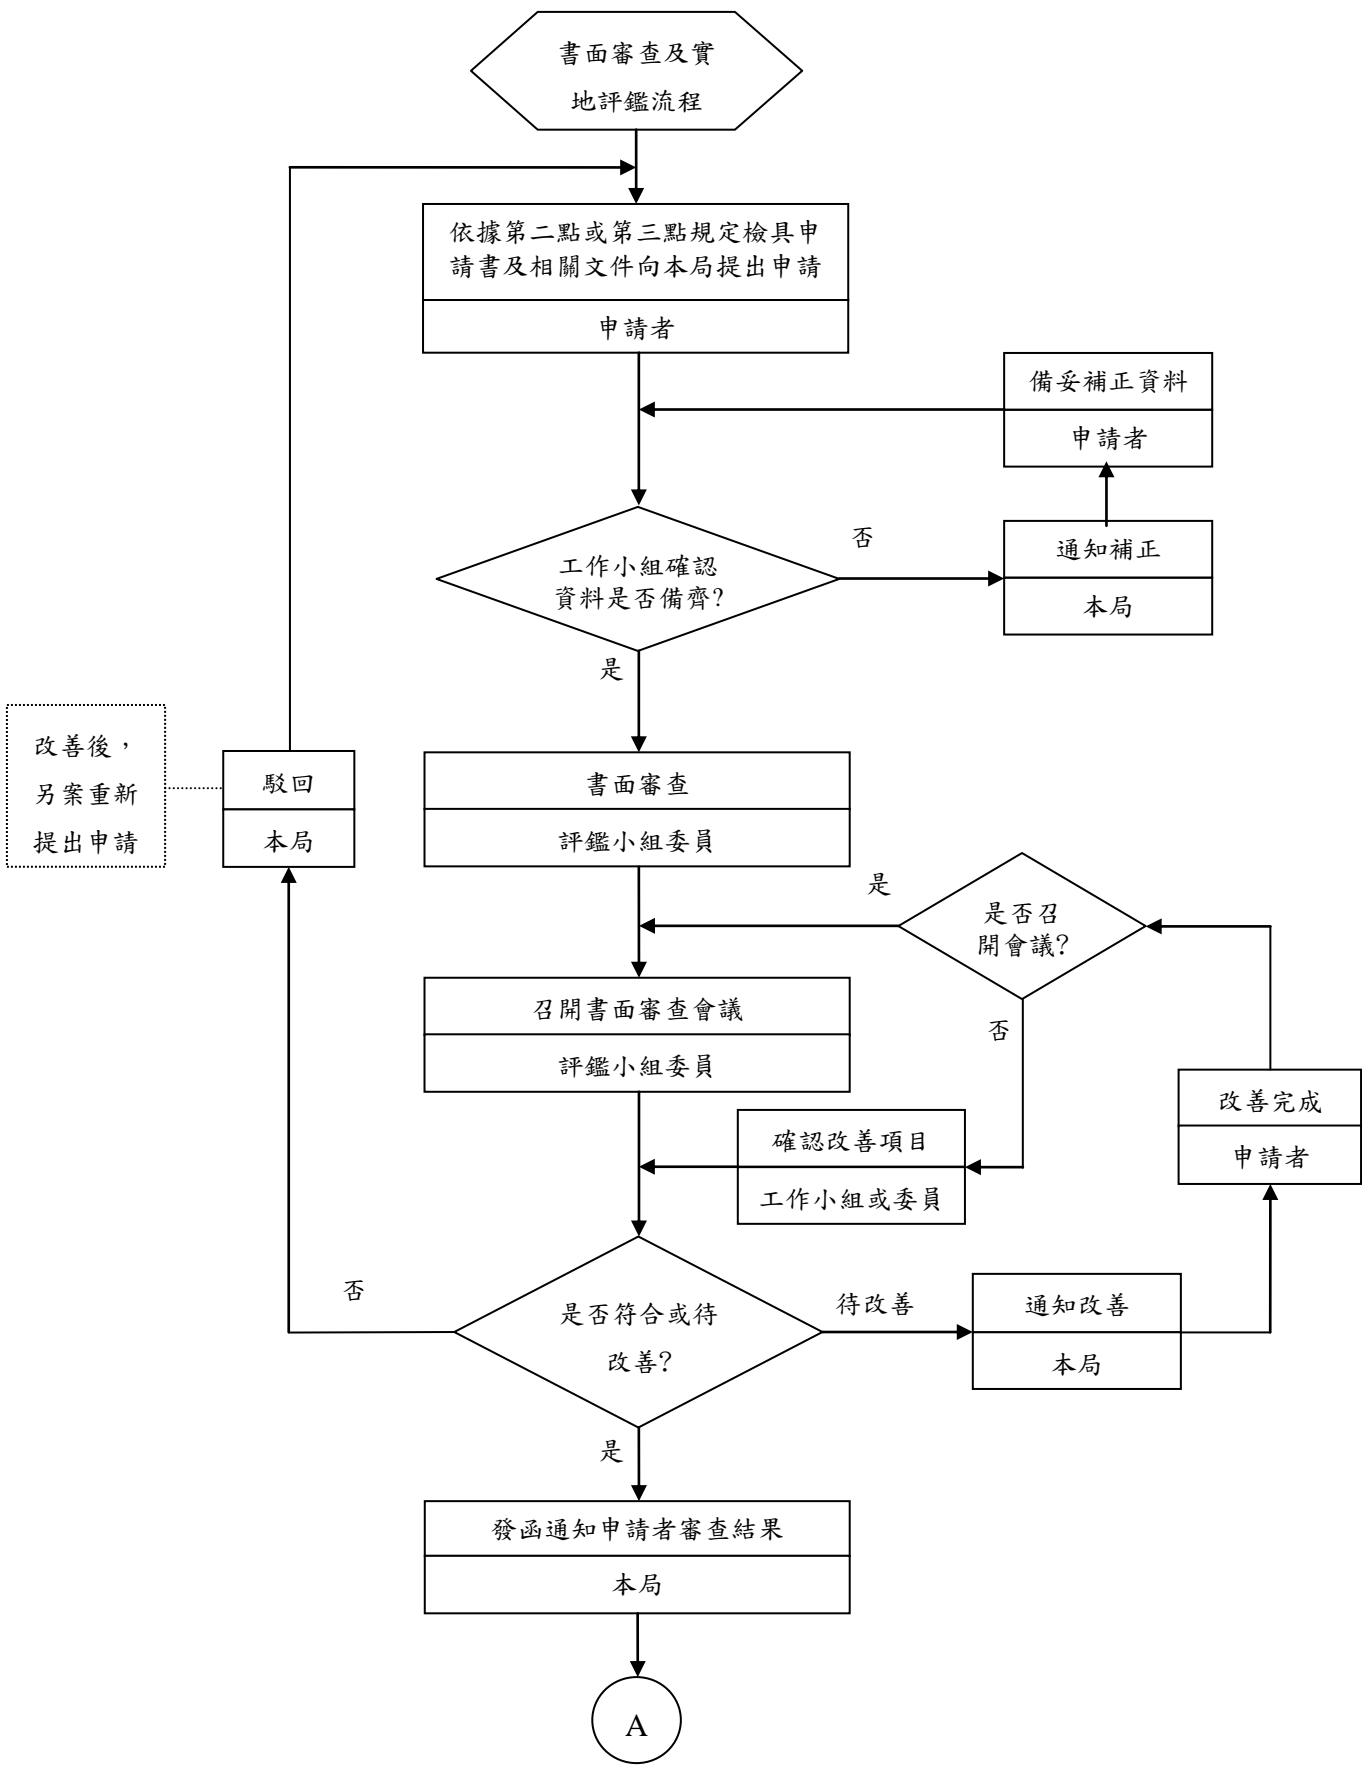 書面審查及實
地評鑑流程
依據第二點或第三點規定檢具申
請書及相關文件向本局提出申請
申請者
備妥補正資料
申請者
工作小組確認
資料是否備齊?
否
通知補正
本局
是
改善後，
另案重新
提出申請
駁回
本局
書面審查
評鑑小組委員
是
是否召
開會議?
否
召開書面審查會議
評鑑小組委員
確認改善項目
工作小組或委員
改善完成
申請者
否
是否符合或待
改善?
待改善
通知改善
本局
是
發函通知申請者審查結果
本局
A